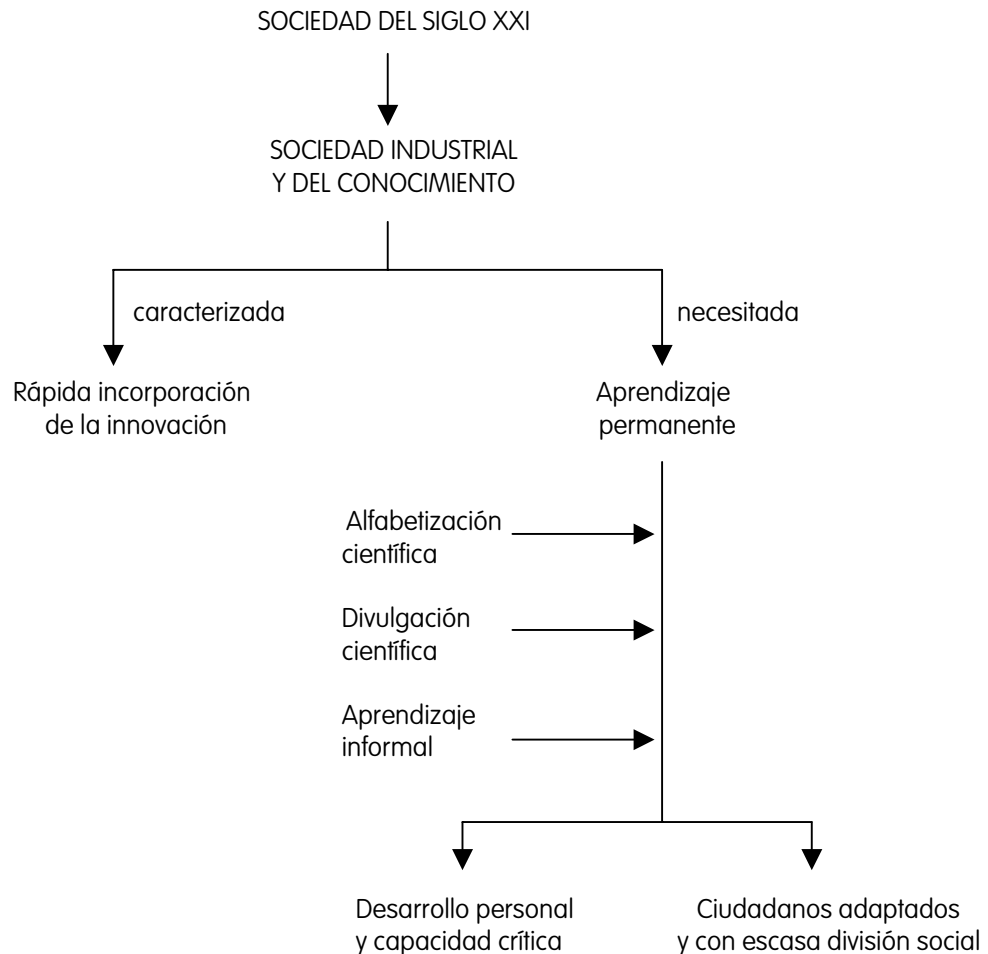 SOCIEDAD DEL SIGLO XXI
SOCIEDAD INDUSTRIAL
Y DEL CONOCIMIENTO
caracterizada
necesitada
Rápida incorporación
de la innovación
Aprendizaje
permanente
Alfabetización
científica
Divulgación
científica
Aprendizaje
informal
Desarrollo personal
y capacidad crítica
Ciudadanos adaptados
y con escasa división social